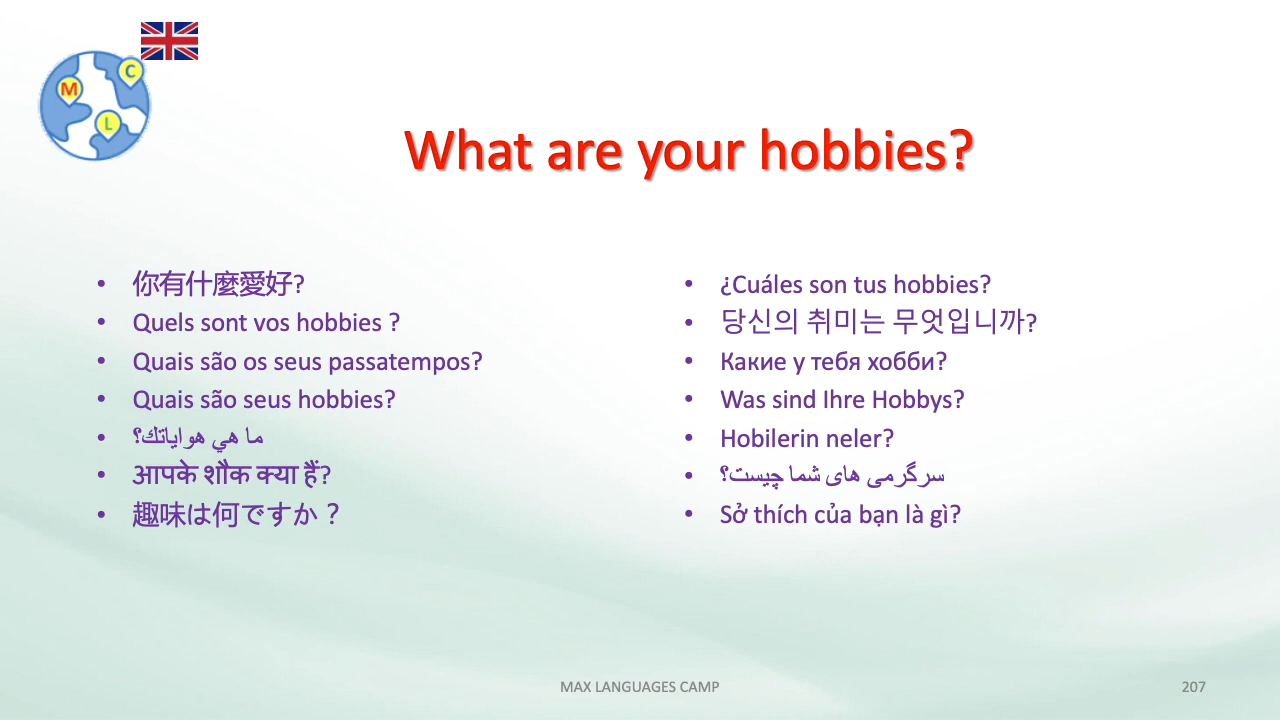 M
C
L
What are your hobbies?
你有什麼愛好?
Quels sont vos hobbies ?
Quais são os seus passatempos?
Quais são seus hobbies?
ما هي هواياتك؟
आपके शौक क्या हैं?
趣味は何ですか？
¿Cuáles son tus hobbies?
당신의 취미는 무엇입니까?
Какие у тебя хобби?
Was sind Ihre Hobbys?
Hobilerin neler?
سرگرمی های شما چیست؟
Sở thích của bạn là gì?
MAX LANGUAGES CAMP
207